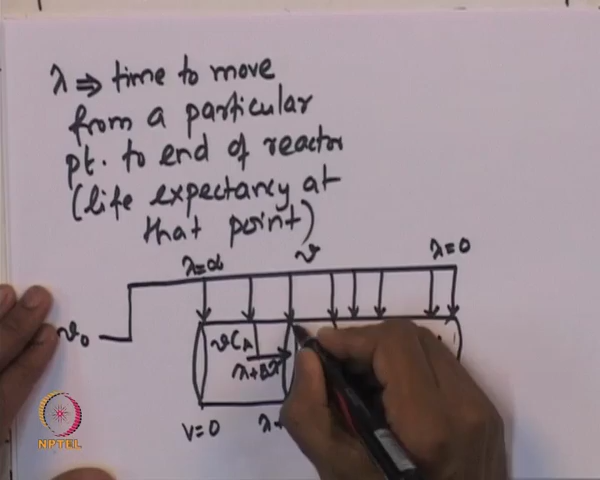 λ ⇒ time to move
from a particular
pt. to end of reactor
(life expectancy at
that point)
λ=α
v
λ=0
v₀
vC_A
λ+Δλ
V=0
NPTEL